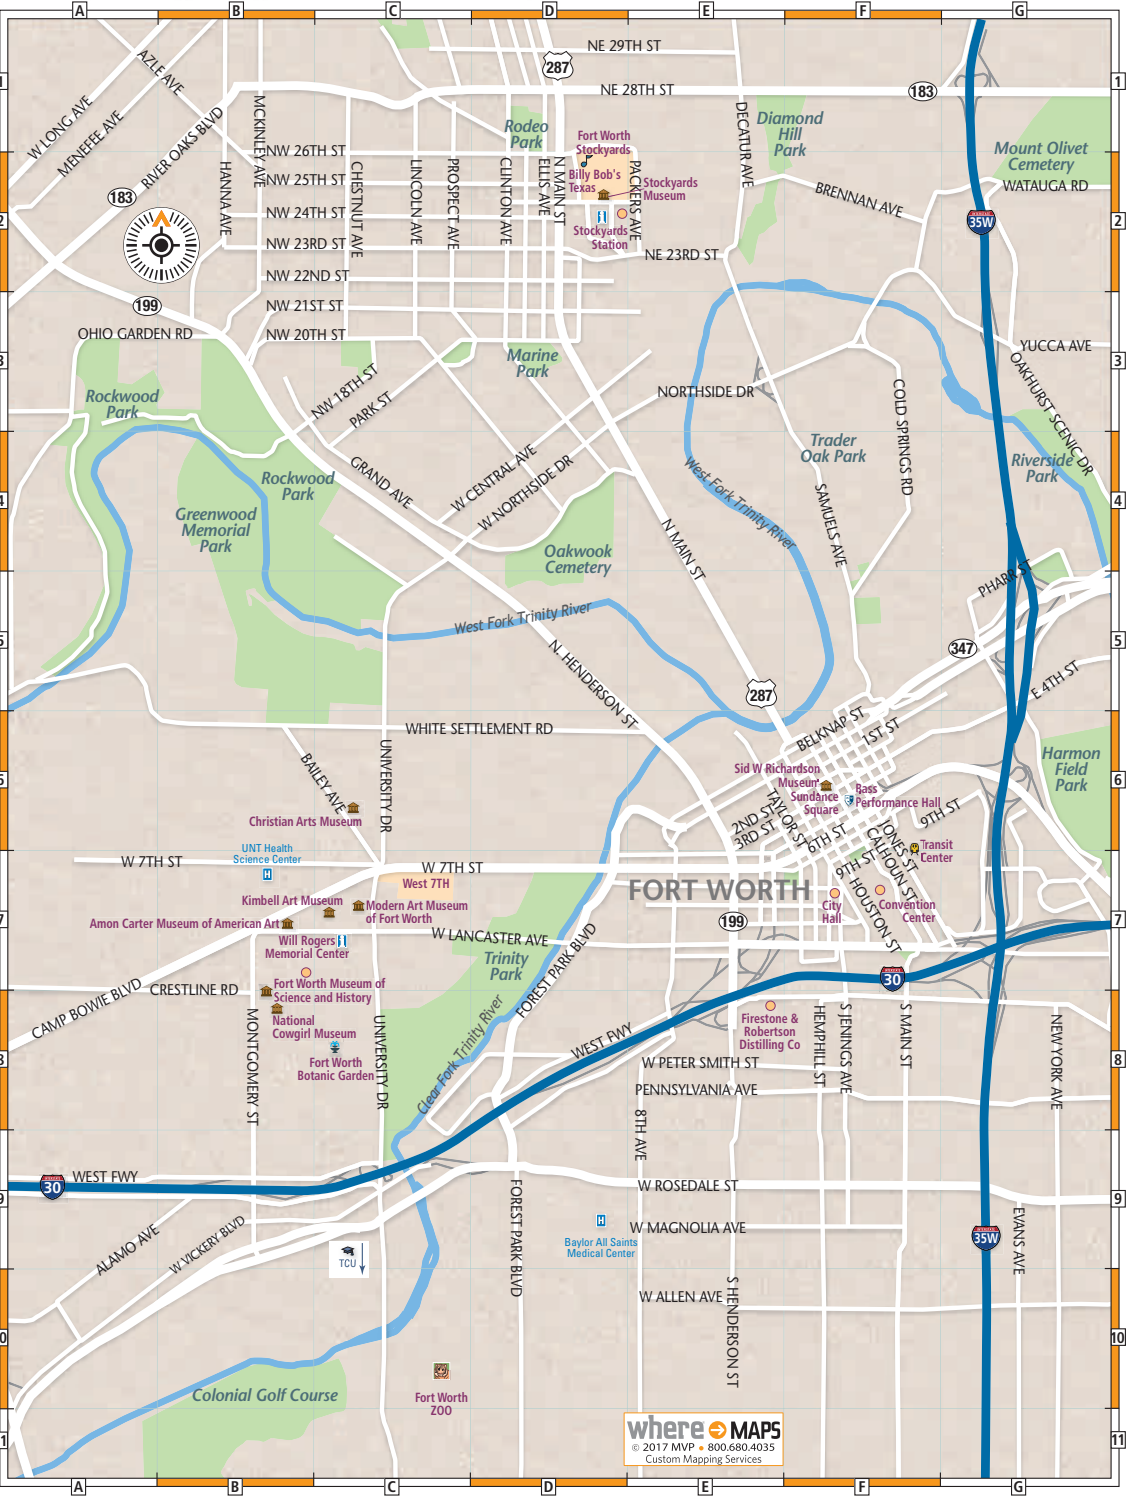 A B C D E F G
NE 29TH ST
287
AZLE AVE
1
1
NE 28TH ST
183
W LONG AVE
MENEFEE AVE
RIVER OAKS BLVD
MCKINLEY AVE
Rodeo
Park
Fort Worth
Stockyards
DECATUR AVE
Diamond
Hill
Park
Mount Olivet
Cemetery
NW 26TH ST
HANNA AVE
CHESTNUT AVE
LINCOLN AVE
PROSPECT AVE
CLINTON AVE
ELLIS AVE
N MAIN ST
Billy Bob's
Texas
PACKERS AVE
Stockyards
Museum
NW 25TH ST
BRENNAN AVE
WATAUGA RD
183
2
NW 24TH ST
Stockyards
Station
35W
2
NW 23RD ST
NE 23RD ST
NW 22ND ST
199
NW 21ST ST
OHIO GARDEN RD
NW 20TH ST
YUCCA AVE
3
Marine
Park
3
NW 18TH ST
NORTHSIDE DR
COLD SPRINGS RD
OAKHURST SCENIC DR
Rockwood
Park
PARK ST
Trader
Oak Park
Riverside
Park
GRAND AVE
W CENTRAL AVE
W NORTHSIDE DR
West Fork Trinity River
SAMUELS AVE
Rockwood
Park
4
4
Greenwood
Memorial
Park
N MAIN ST
Oakwook
Cemetery
PHARR ST
West Fork Trinity River
5
347
5
N. HENDERSON ST
E 4TH ST
287
WHITE SETTLEMENT RD
BELKNAP ST
1ST ST
BAILEY AVE
UNIVERSITY DR
Harmon
Field
Park
6
Sid W Richardson
Museum
Sundance
Square
Bass
Performance Hall
6
Christian Arts Museum
2ND ST
3RD ST
TAYLOR ST
6TH ST
JONES ST
CALHOUN ST
9TH ST
UNT Health
Science Center
Transit
Center
W 7TH ST
W 7TH ST
9TH ST
West 7TH
FORT WORTH
HOUSTON ST
Kimbell Art Museum
Modern Art Museum
of Fort Worth
City
Hall
Convention
Center
Amon Carter Museum of American Art
199
7
7
Will Rogers
Memorial Center
W LANCASTER AVE
Trinity
Park
FOREST PARK BLVD
30
CRESTLINE RD
Fort Worth Museum of
Science and History
CAMP BOWIE BLVD
National
Cowgirl Museum
MONTGOMERY ST
UNIVERSITY DR
Clear Fork Trinity River
WEST FWY
Firestone &
Robertson
Distilling Co
HEMPHILL ST
S JENNINGS AVE
S MAIN ST
NEW YORK AVE
8
Fort Worth
Botanic Garden
W PETER SMITH ST
8
PENNSYLVANIA AVE
8TH AVE
WEST FWY
30
9
W ROSEDALE ST
9
FOREST PARK BLVD
EVANS AVE
W MAGNOLIA AVE
35W
ALAMO AVE
W VICKERY BLVD
Baylor All Saints
Medical Center
TCU
S HENDERSON ST
W ALLEN AVE
0
10
Colonial Golf Course
Fort Worth
ZOO
where MAPS
© 2017 MVP • 800.680.4035
Custom Mapping Services
1
11
A B C D E F G